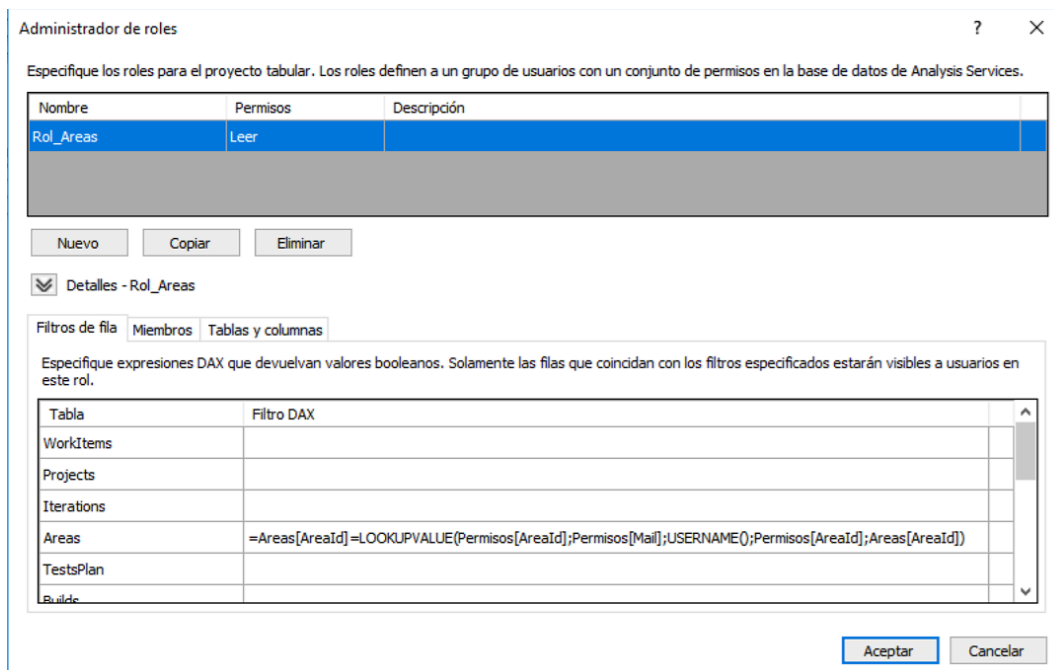 Administrador de roles
?
Especifique los roles para el proyecto tabular. Los roles definen a un grupo de usuarios con un conjunto de permisos en la base de datos de Analysis Services.
Nombre Permisos Descripción
Rol_Areas Leer
Nuevo Copiar Eliminar
Detalles - Rol_Areas
Filtros de fila Miembros Tablas y columnas
Especifique expresiones DAX que devuelvan valores booleanos. Solamente las filas que coincidan con los filtros especificados estarán visibles a usuarios en
este rol.
Tabla Filtro DAX
WorkItems
Projects
Iterations
Areas =Areas[AreaId]=LOOKUPVALUE(Permisos[AreaId];Permisos[Mail];USERNAME();Permisos[AreaId];Areas[AreaId])
TestsPlan
Builds
Aceptar Cancelar